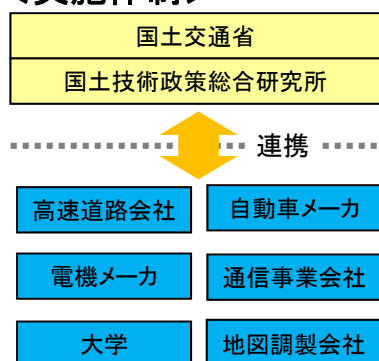 国土交通省
国土技術政策総合研究所
連携
高速道路会社
自動車メーカ
電機メーカ
通信事業会社
大学
地図調製会社